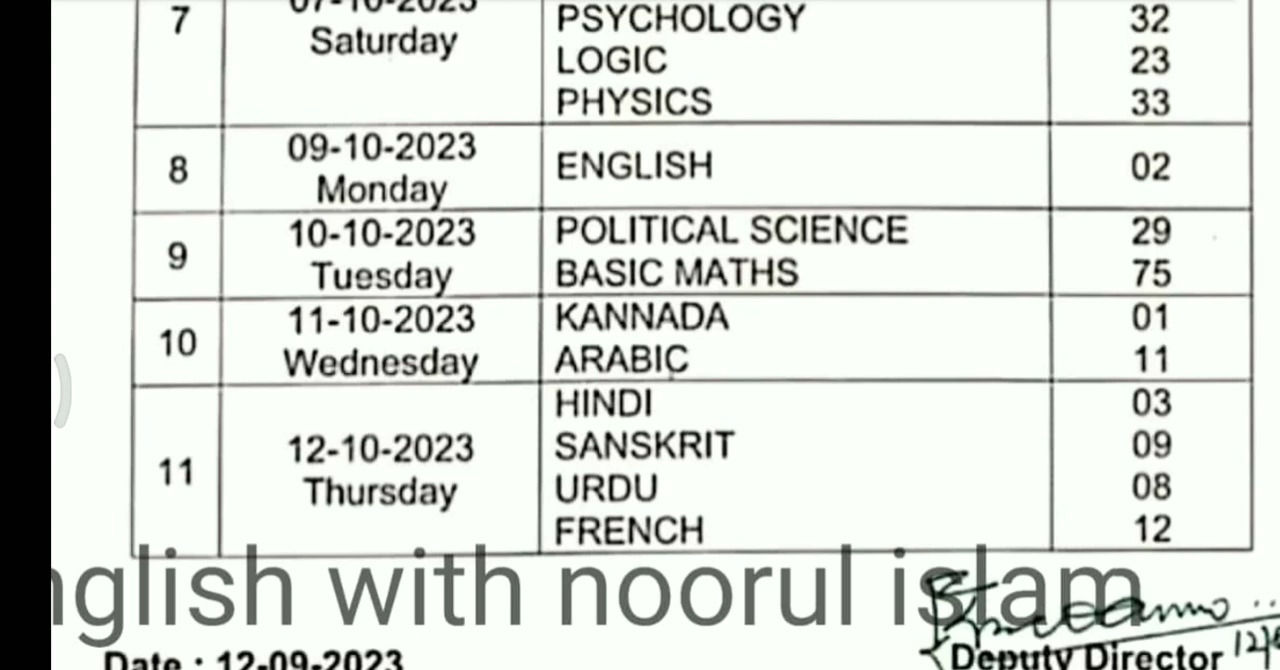 7 07-10-2023 PSYCHOLOGY 32
Saturday LOGIC 23
PHYSICS 33
8 09-10-2023 ENGLISH 02
Monday
9 10-10-2023 POLITICAL SCIENCE 29
Tuesday BASIC MATHS 75
10 11-10-2023 KANNADA 01
Wednesday ARABIC 11
HINDI 03
11 12-10-2023 SANSKRIT 09
Thursday URDU 08
FRENCH 12
nglish with noorul islam
Date : 12-09-2023 Deputy Director